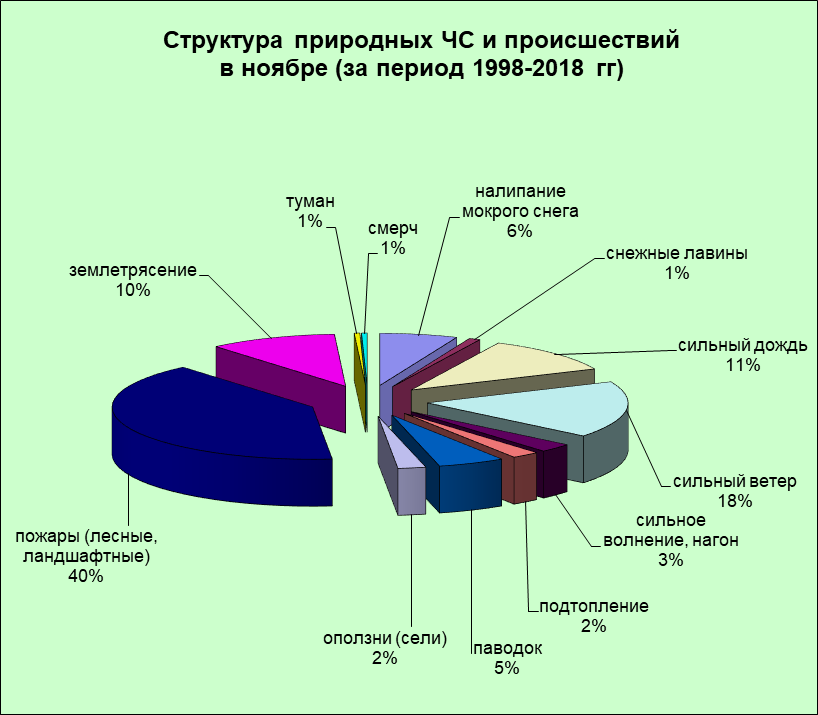 Структура природных ЧС и происшествий
в ноябре (за период 1998-2018 гг)
туман
1%
смерч
1%
налипание
мокрого снега
6%
снежные лавины
1%
землетрясение
10%
сильный дождь
11%
сильный ветер
18%
сильное
волнение, нагон
3%
пожары (лесные,
ландшафтные)
40%
подтопление
2%
оползни (сели)
2%
паводок
5%